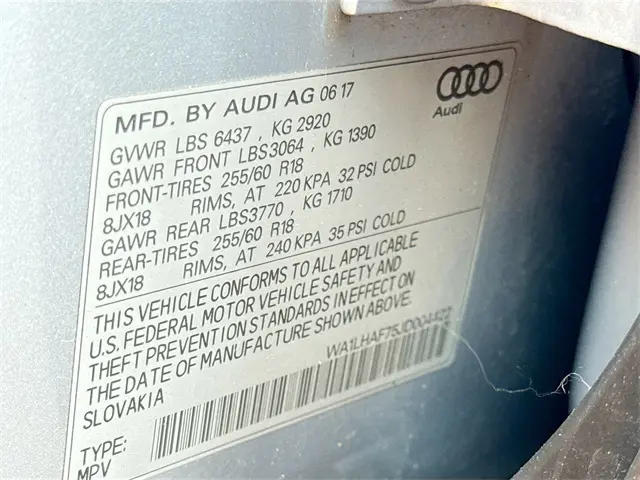 MFD. BY AUDI AG 06 17
Audi
GVWR LBS 6437 , KG 2920
GAWR FRONT LBS3064 , KG 1390
FRONT-TIRES 255/60 R18
8JX18 RIMS, AT 220 KPA 32 PSI COLD
GAWR REAR LBS3770 , KG 1710
REAR-TIRES 255/60 R18
8JX18 RIMS, AT 240 KPA 35 PSI COLD
THIS VEHICLE CONFORMS TO ALL APPLICABLE
U.S. FEDERAL MOTOR VEHICLE SAFETY AND
THEFT PREVENTION STANDARDS IN EFFECT ON
THE DATE OF MANUFACTURE SHOWN ABOVE.
SLOVAKIA
TYPE:
MPV